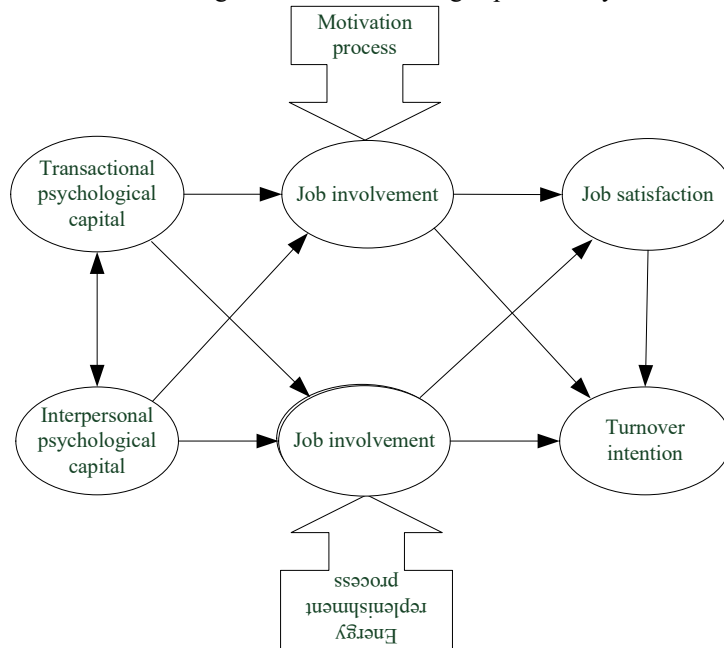 Motivation
process
Transactional
psychological
capital
Job involvement
Job satisfaction
Interpersonal
psychological
capital
Job involvement
Turnover
intention
Energy
replenishment
process